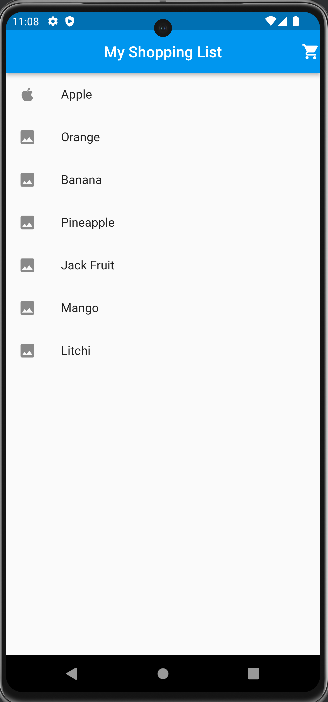 11:08
My Shopping List
Apple
Orange
Banana
Pineapple
Jack Fruit
Mango
Litchi